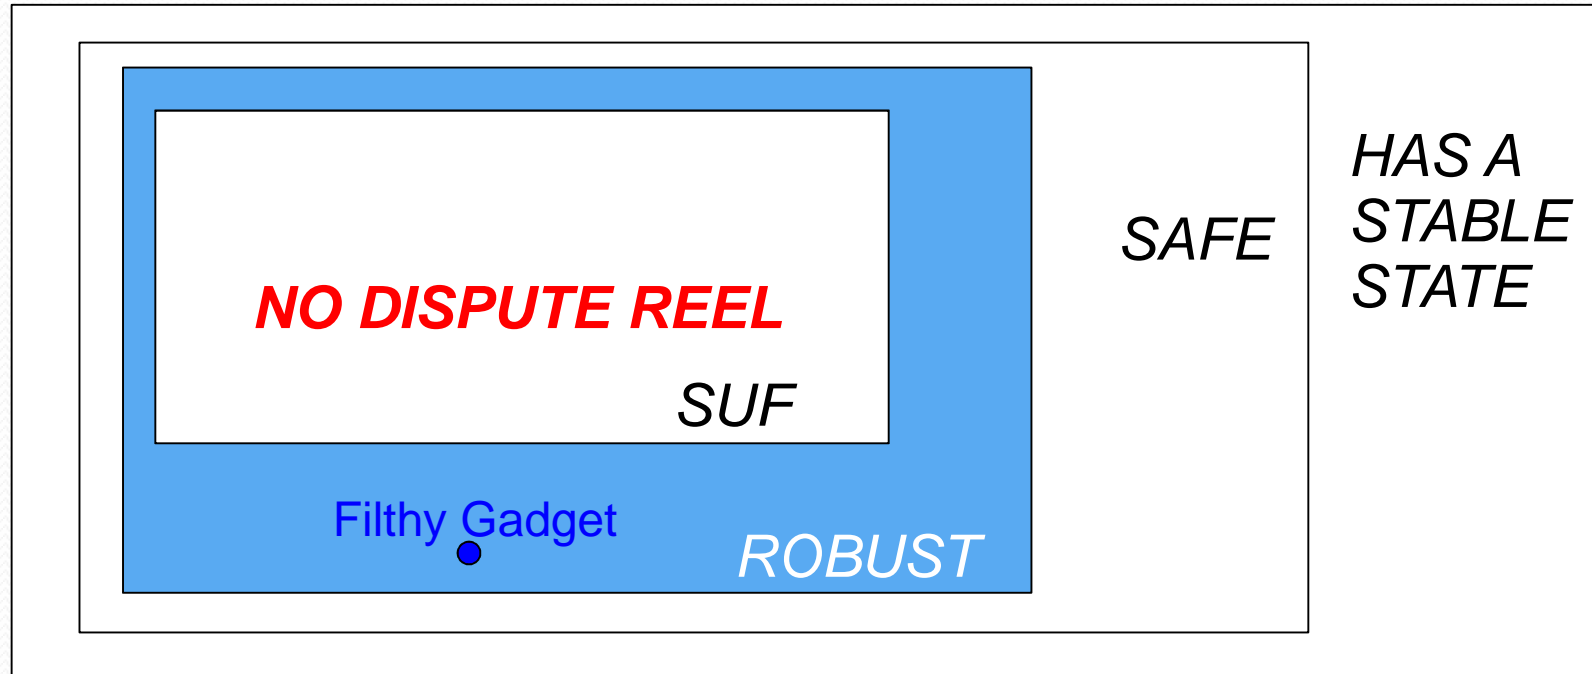 HAS A
STABLE
STATE
SAFE
NO DISPUTE REEL
SUF
Filthy Gadget
ROBUST